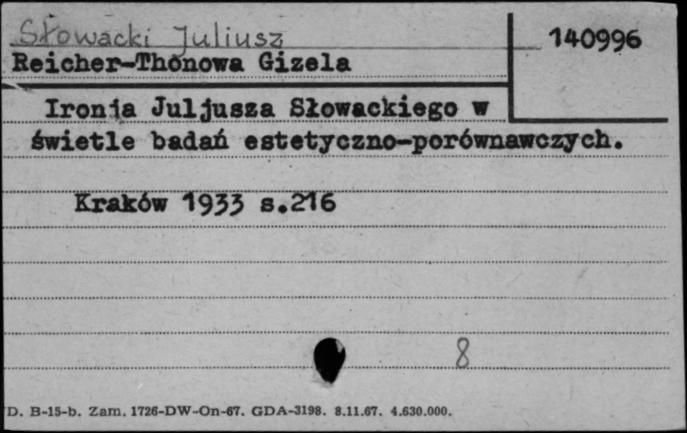 Słowacki Juliusz
140996
Reicher-Thonowa Gizela
Ironja Juljusza Słowackiego w
świetle badań estetyczno-porównawczych.
Kraków 1933 s.216
8
D. B-15-b. Zam. 1726-DW-On-67. GDA-3198. 8.11.67. 4.630.000.